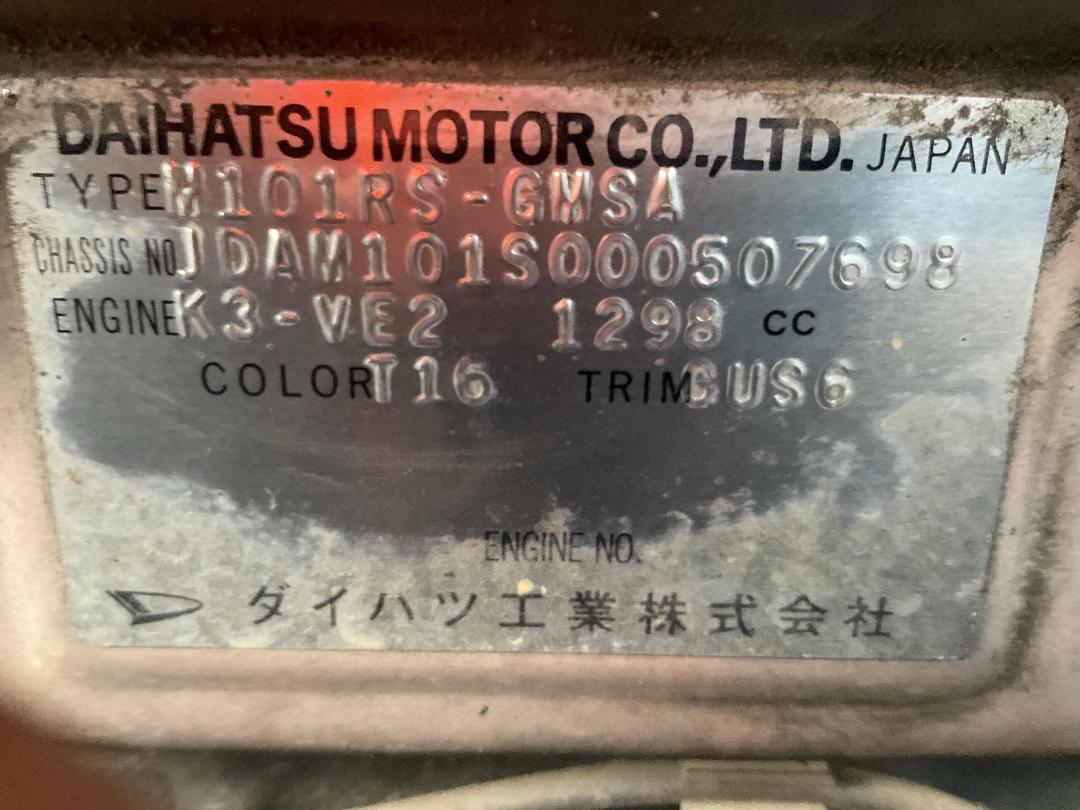 DAIHATSU MOTOR CO.,LTD. JAPAN
TYPE M101RS-GMSA
CHASSIS NO. JDAM101S000507698
ENGINE K3-VE2 1298 CC
COLOR T16 TRIM GUS6
ENGINE NO.
ダイハツ工業株式会社